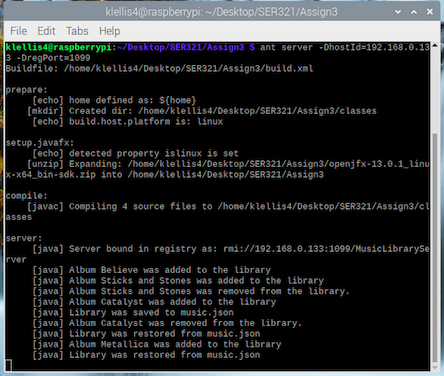 klellis4@raspberrypi: ~/Desktop/SER321/Assign3
File Edit Tabs Help
klellis4@raspberrypi:~/Desktop/SER321/Assign3 $ ant server -DhostId=192.168.0.13
3 -DregPort=1099
Buildfile: /home/klellis4/Desktop/SER321/Assign3/build.xml
prepare:
[echo] home defined as: ${home}
[mkdir] Created dir: /home/klellis4/Desktop/SER321/Assign3/classes
[echo] build.host.platform is: linux
setup.javafx:
[echo] detected property islinux is set
[unzip] Expanding: /home/klellis4/Desktop/SER321/Assign3/openjfx-13.0.1_linu
x-x64_bin-sdk.zip into /home/klellis4/Desktop/SER321/Assign3
compile:
[javac] Compiling 4 source files to /home/klellis4/Desktop/SER321/Assign3/cl
asses
server:
[java] Server bound in registry as: rmi://192.168.0.133:1099/MusicLibrarySe
rver
[java] Album Believe was added to the library
[java] Album Sticks and Stones was added to the library
[java] Album Sticks and Stones was removed from the library.
[java] Album Catalyst was added to the library
[java] Library was saved to music.json
[java] Album Catalyst was removed from the library.
[java] Library was restored from music.json
[java] Album Metallica was added to the library
[java] Library was restored from music.json